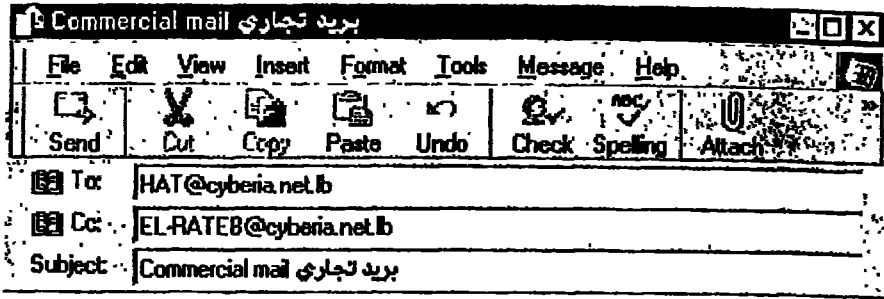 Commercial mail بريد تجاري
File Edit View Insert Format Tools Message Help
Send Cut Copy Paste Undo Check Spelling Attach
To: HAT@cyberia.net.lb
Cc: EL-RATEB@cyberia.net.lb
Subject: Commercial mail بريد تجاري